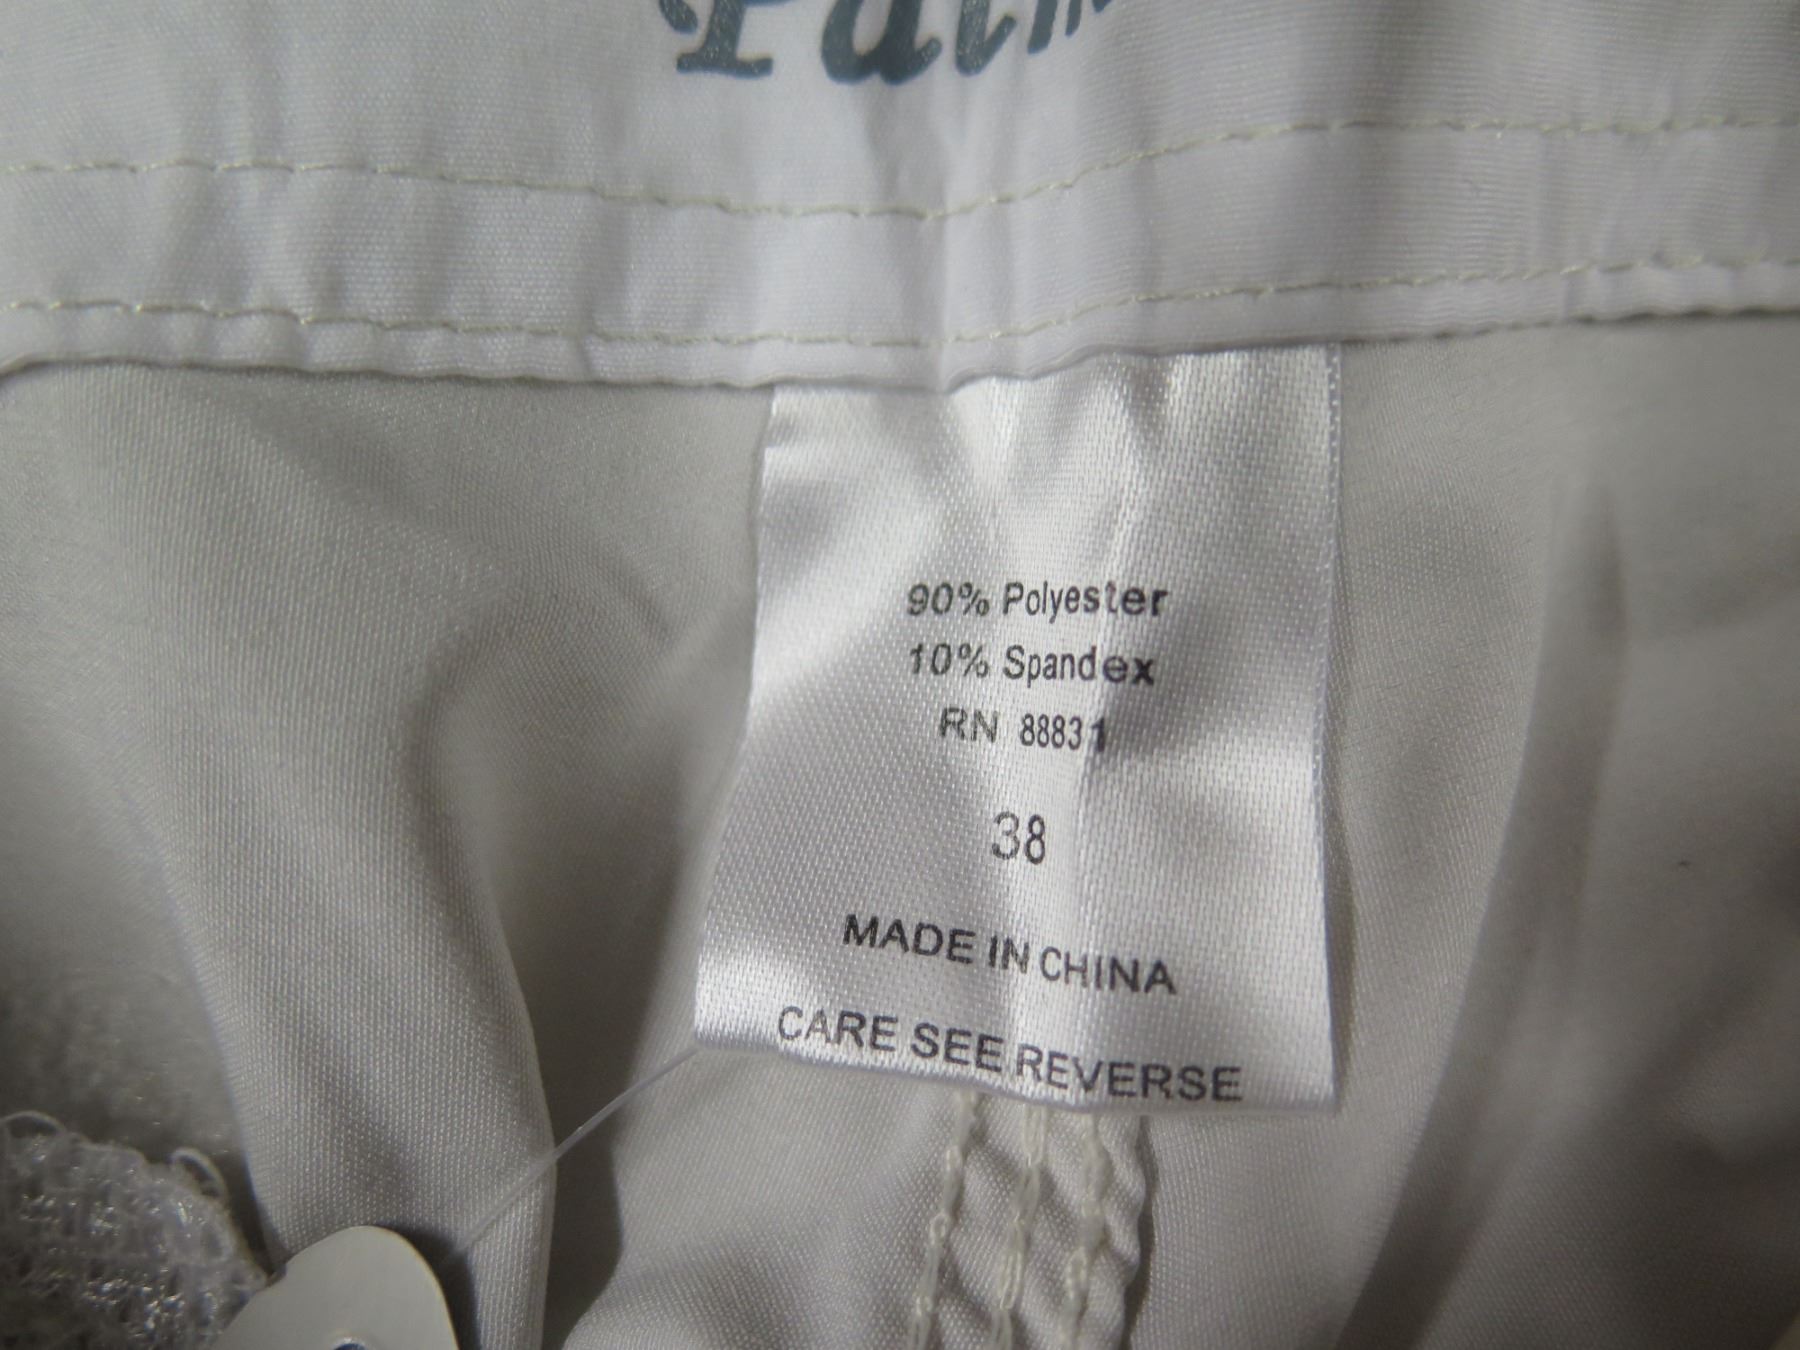 90% Polyester
10% Spandex
RN 88831
38
MADE IN CHINA
CARE SEE REVERSE